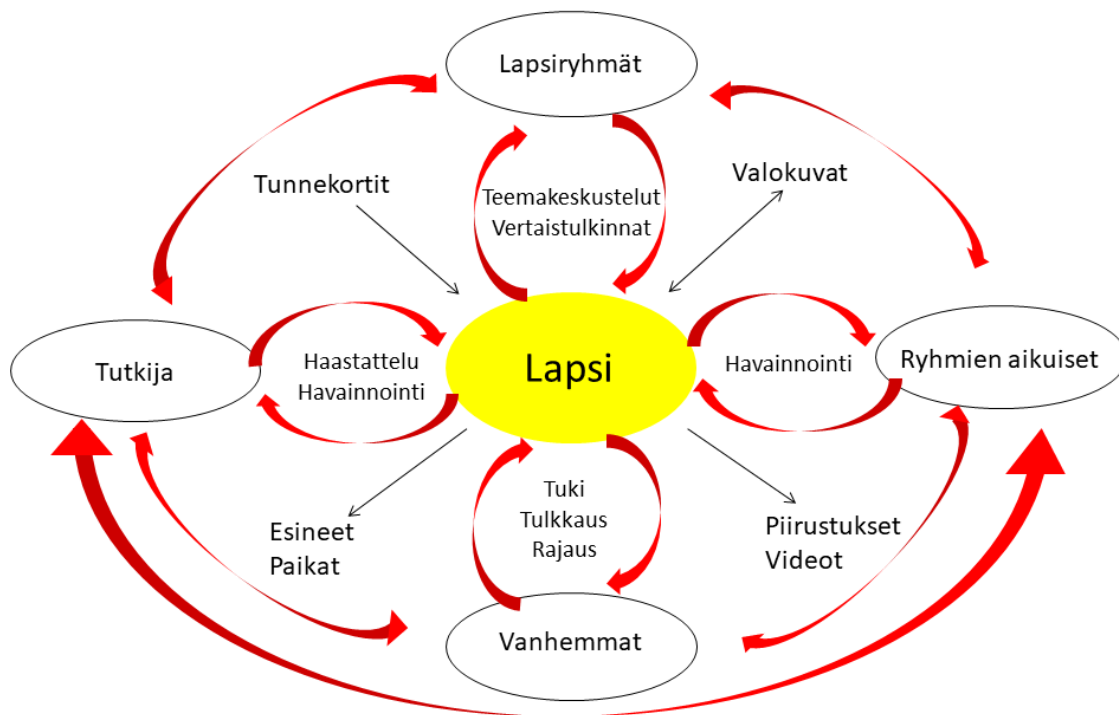 Lapsiryhmät
Tunnekortit
Valokuvat
Teemakeskustelut
Vertaistulkinnat
Tutkija
Haastattelu
Havainnointi
Lapsi
Havainnointi
Ryhmien aikuiset
Esineet
Paikat
Tuki
Tulkkaus
Rajaus
Piirustukset
Videot
Vanhemmat